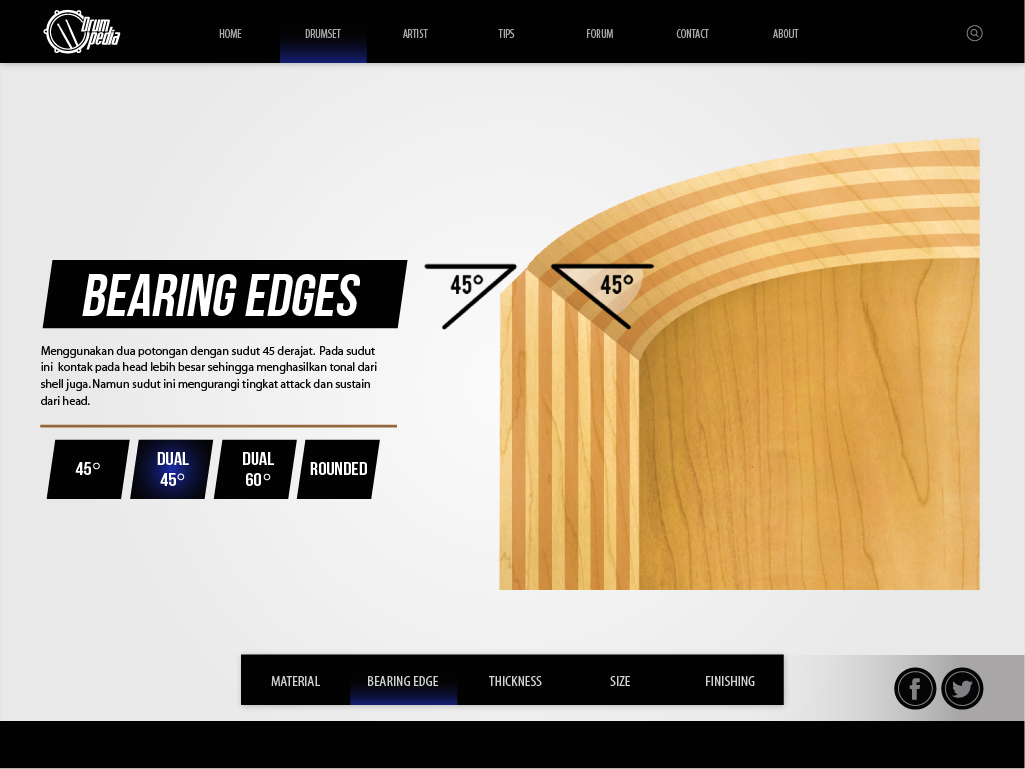 Drum
pedia
HOME DRUMSET ARTIST TIPS FORUM CONTACT ABOUT
BEARING EDGES
45° 45°
Menggunakan dua potongan dengan sudut 45 derajat. Pada sudut
ini kontak pada head lebih besar sehingga menghasilkan tonal dari
shell juga. Namun sudut ini mengurangi tingkat attack dan sustain
dari head.
45°
DUAL
45°
DUAL
60°
ROUNDED
MATERIAL BEARING EDGE THICKNESS SIZE FINISHING